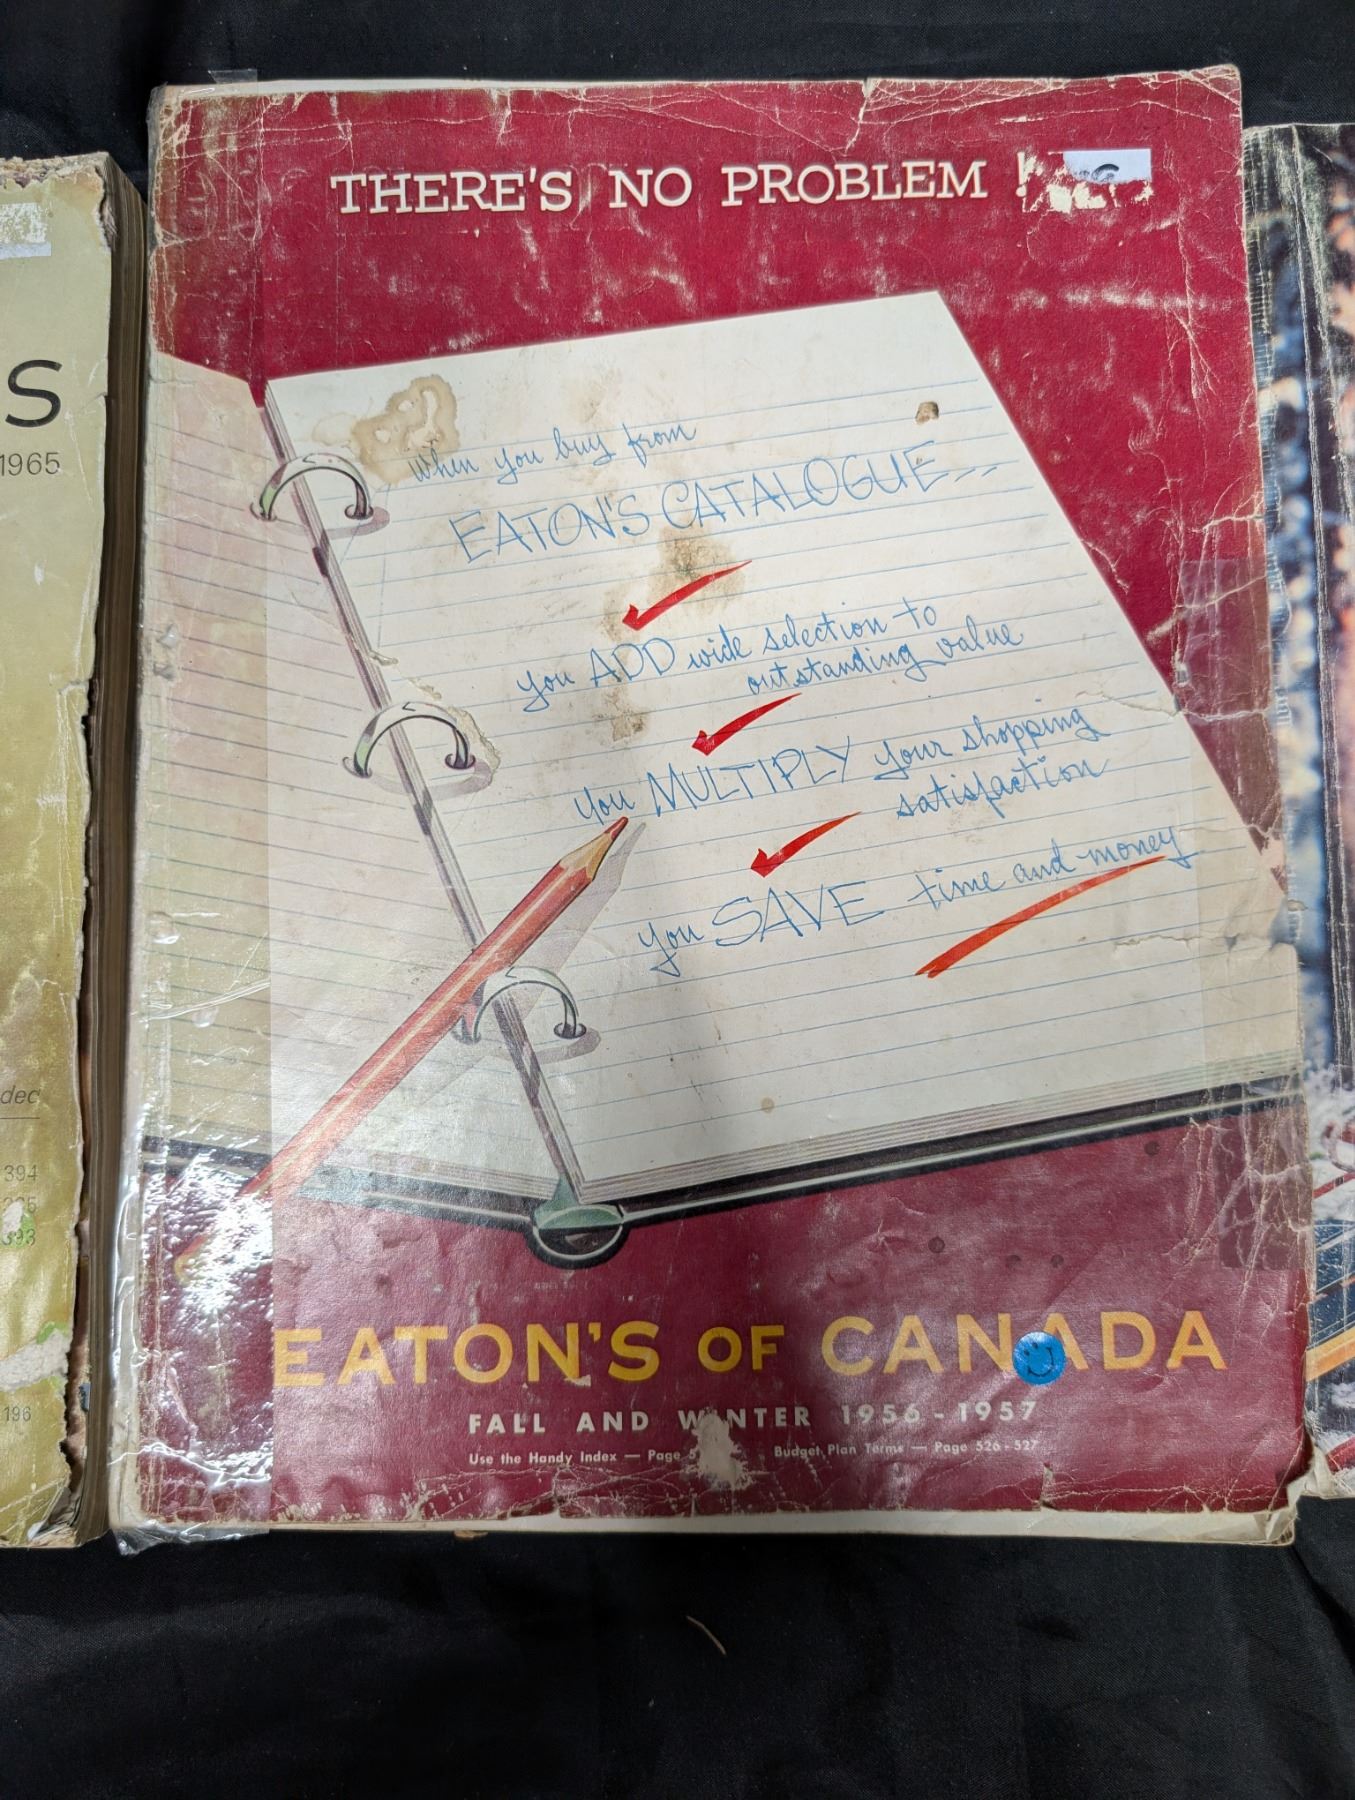 THERE'S NO PROBLEM !
When you buy from
EATON'S CATALOGUE--
you ADD wide selection to
outstanding value
you MULTIPLY your shopping
satisfaction
you SAVE time and money
EATON'S OF CANADA
FALL AND WINTER 1956-1957
Use the Handy Index — Page Budget Plan Terms — Page 526-527
S
1965
394
393
196